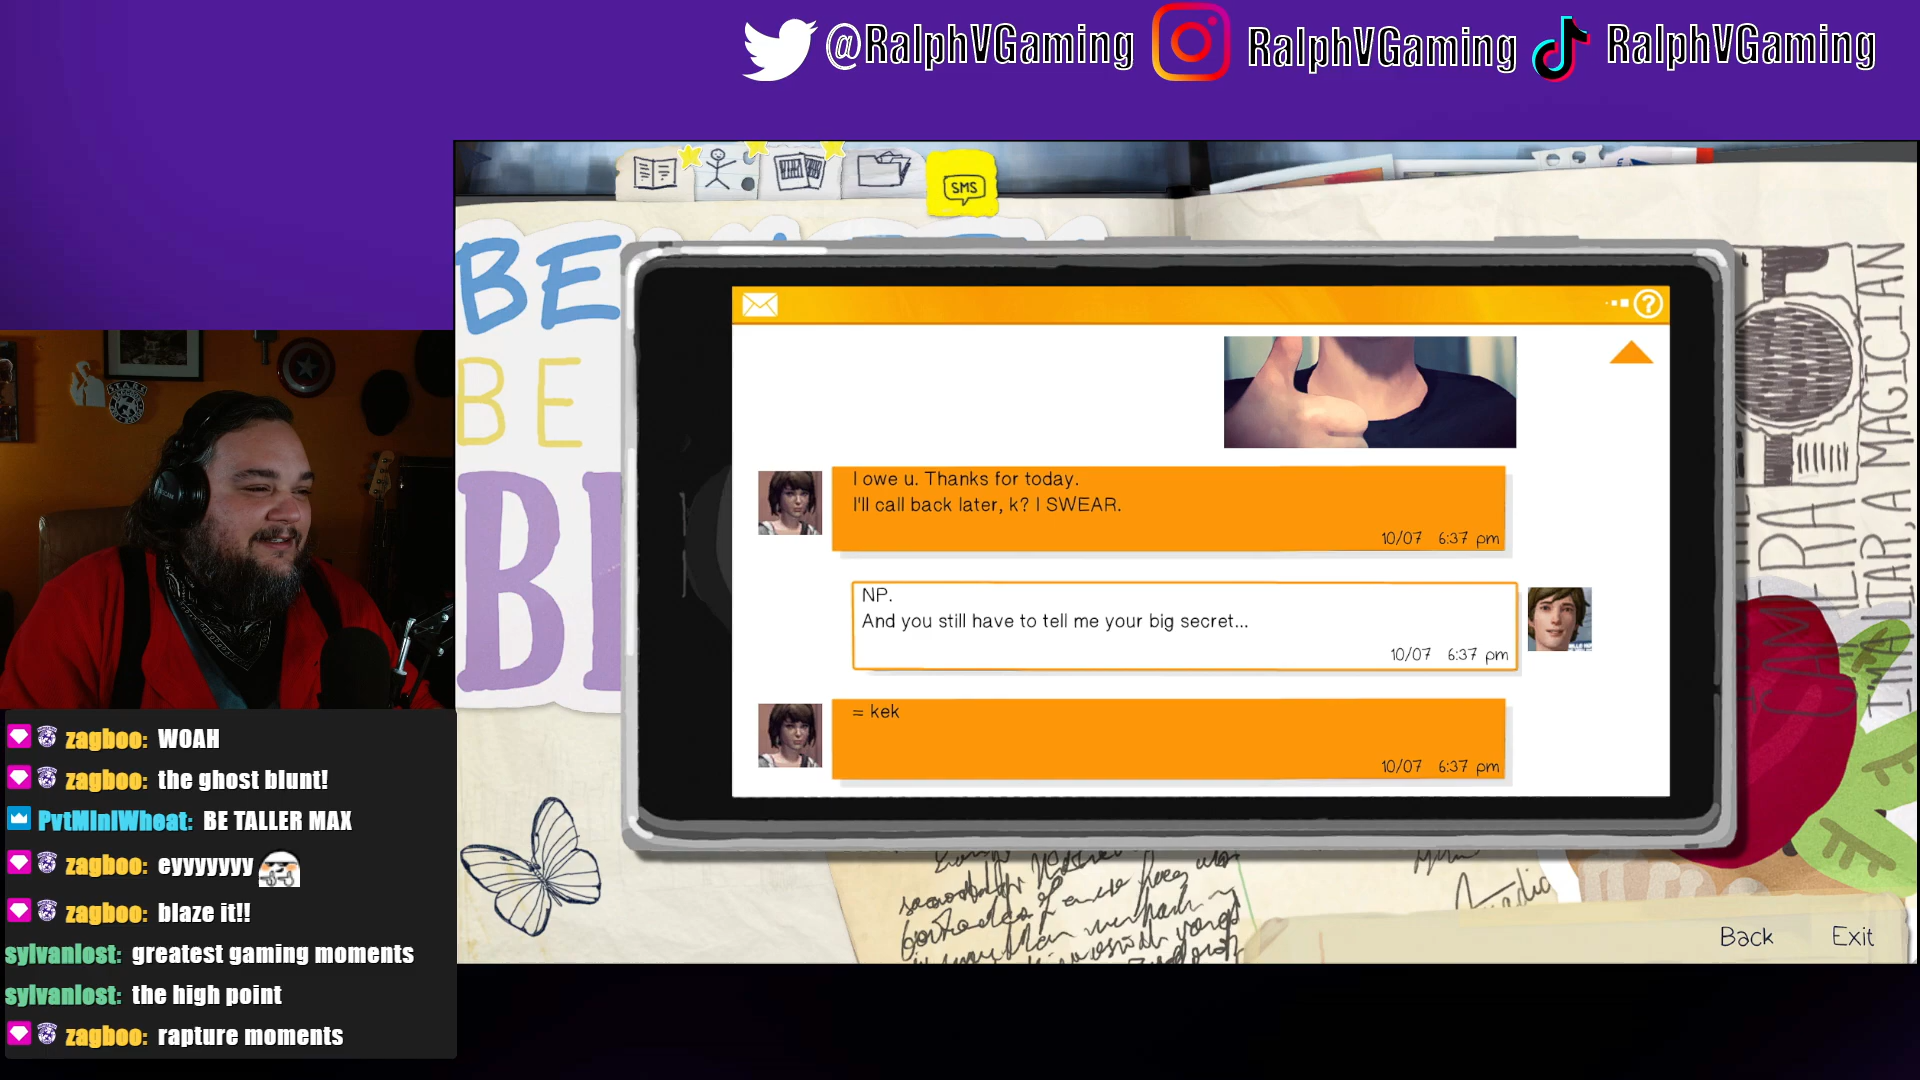 @RalphVGaming
RalphVGaming
RalphVGaming
SMS
BE
BE
I owe u. Thanks for today.
I'll call back later, k? I SWEAR.
10/07 6:37 pm
NP.
And you still have to tell me your big secret...
10/07 6:37 pm
= kek
10/07 6:37 pm
CAMERA
LIAR, A MAGICIAN
Back
Exit
zagboo: WOAH
zagboo: the ghost blunt!
PvtMiniWheat: BE TALLER MAX
zagboo: eyyyyyyy
zagboo: blaze it!!
sylvanlost: greatest gaming moments
sylvanlost: the high point
zagboo: rapture moments